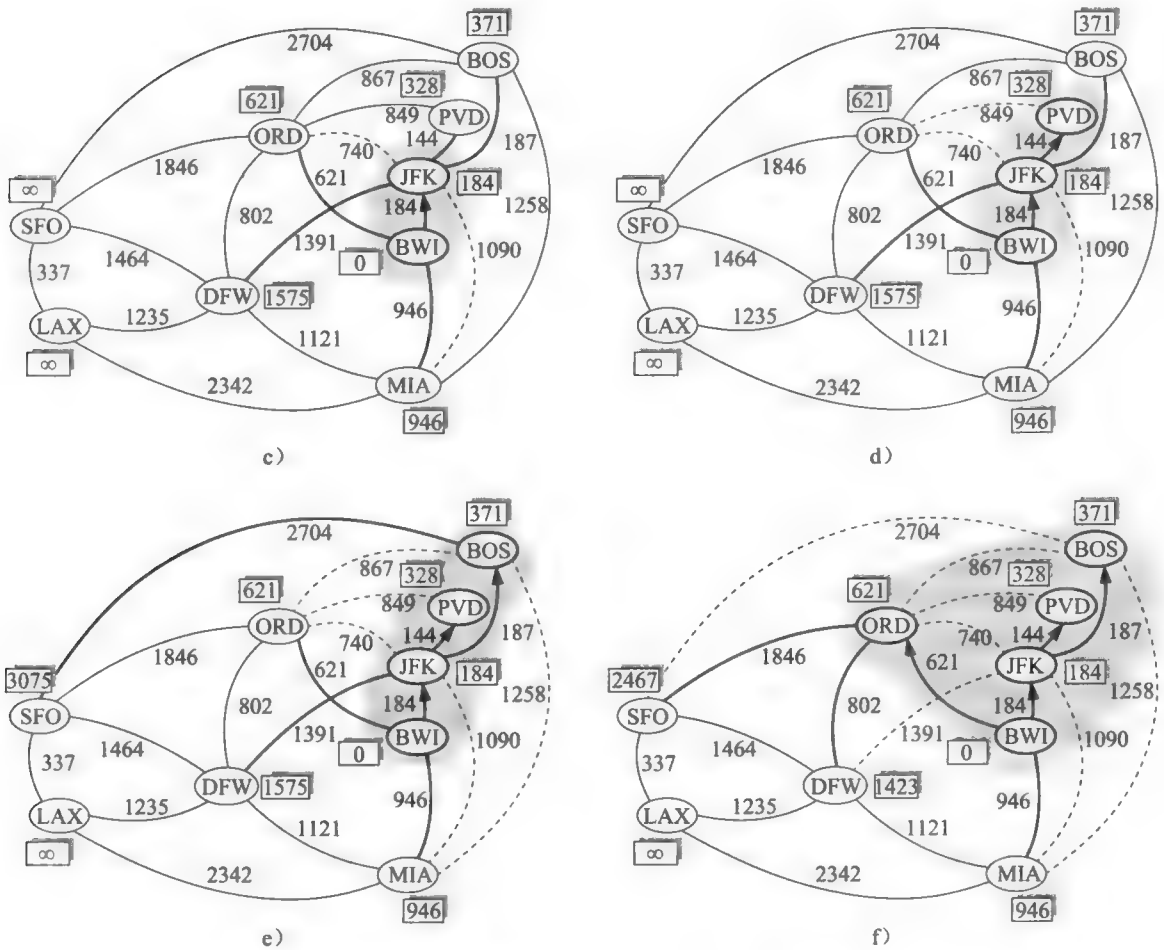 371
2704
BOS
867
328
621
849
PVD
ORD
144
187
740
1846
JFK
184
∞
621
SFO
802
184
1258
1391
BWI
1090
337
1464
0
DFW
1575
946
LAX
1235
1121
∞
2342
MIA
946
c)
371
2704
BOS
867
328
621
849
PVD
ORD
144
187
740
1846
JFK
184
∞
621
SFO
802
184
1258
1391
BWI
1090
337
1464
0
DFW
1575
946
LAX
1235
1121
∞
2342
MIA
946
d)
371
2704
BOS
867
328
621
849
PVD
ORD
144
187
740
1846
JFK
184
3075
621
SFO
802
184
1258
1391
BWI
1090
337
1464
0
DFW
1575
946
LAX
1235
1121
∞
2342
MIA
946
e)
371
2704
BOS
867
328
621
849
PVD
ORD
144
187
740
1846
JFK
184
2467
621
SFO
802
184
1258
1391
BWI
1090
337
1464
0
DFW
1423
946
LAX
1235
1121
∞
2342
MIA
946
f)